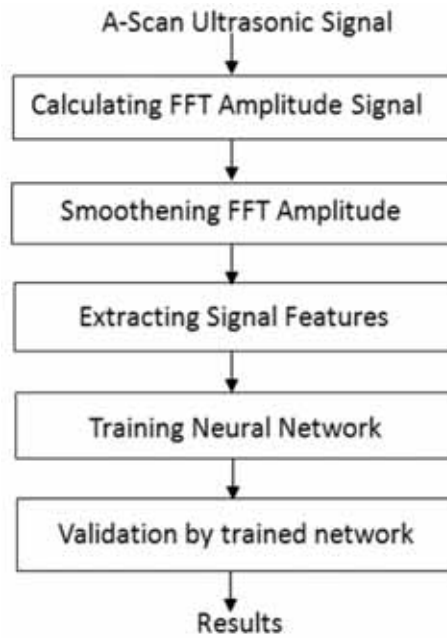 A-Scan Ultrasonic Signal
Calculating FFT Amplitude Signal
Smoothening FFT Amplitude
Extracting Signal Features
Training Neural Network
Validation by trained network
Results